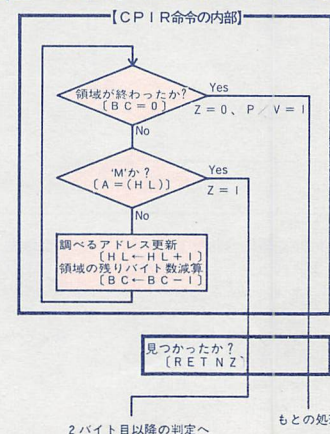 【CPIR命令の内部】
領域が終わったか?
〔BC=0〕
Yes
Z=0、P/V=1
No
'M'か?
〔A=(HL)〕
Yes
Z=1
No
調べるアドレス更新
〔HL←HL+1〕
領域の残りバイト数減算
〔BC←BC-1〕
見つかったか?
〔RETNZ
2バイト目以降の判定へ
もとの処